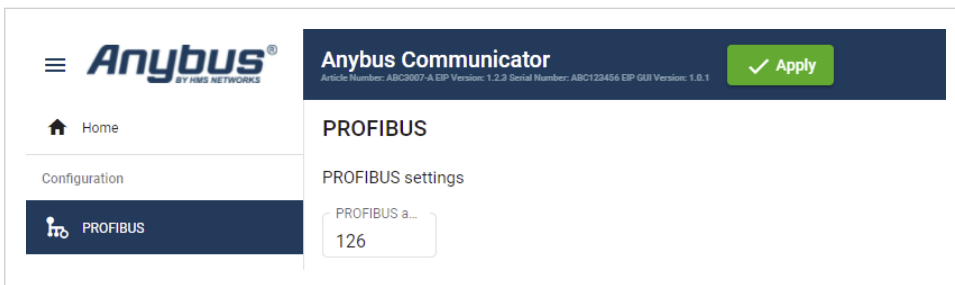 Anybus®
BY HMS NETWORKS
Anybus Communicator
Article Number: ABC3007-A EIP Version: 1.2.3 Serial Number: ABC123456 EIP GUI Version: 1.0.1
Apply
Home
Configuration
PROFIBUS
PROFIBUS
PROFIBUS settings
PROFIBUS a...
126